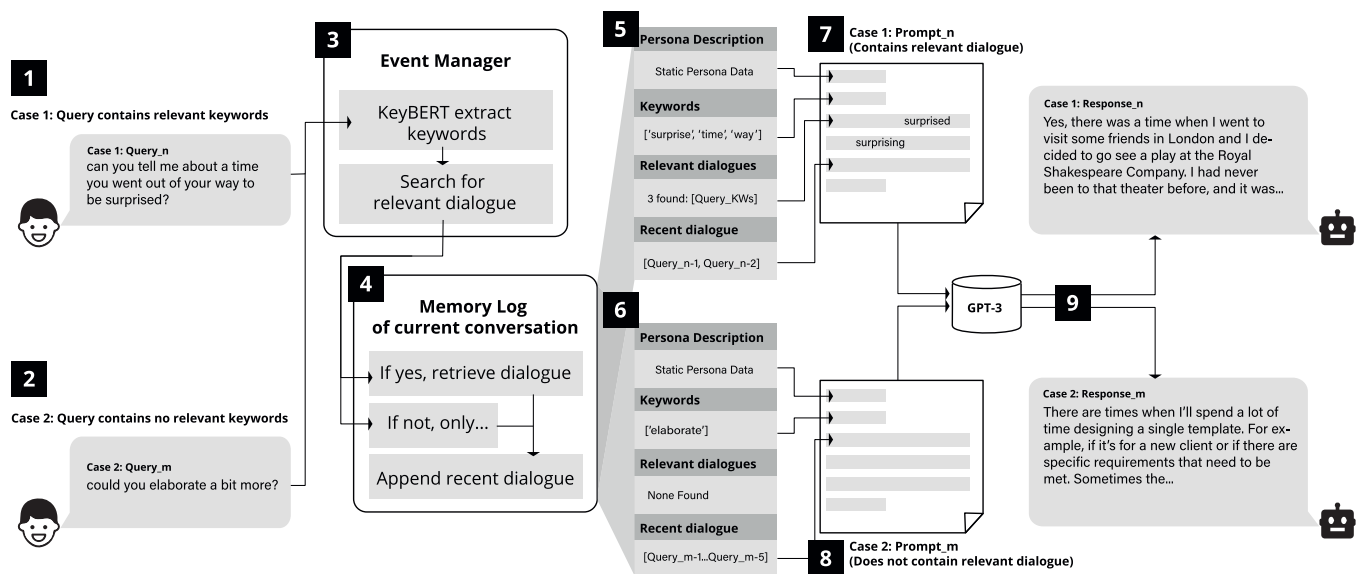 1
Case 1: Query contains relevant keywords
Case 1: Query_n
can you tell me about a time
you went out of your way to
be surprised?
2
Case 2: Query contains no relevant keywords
Case 2: Query_m
could you elaborate a bit more?
3
Event Manager
KeyBERT extract
keywords
Search for
relevant dialogue
4
Memory Log
of current conversation
If yes, retrieve dialogue
If not, only...
Append recent dialogue
5
Persona Description
Static Persona Data
Keywords
['surprise', 'time', 'way']
Relevant dialogues
3 found: [Query_KWs]
Recent dialogue
[Query_n-1, Query_n-2]
6
Persona Description
Static Persona Data
Keywords
['elaborate']
Relevant dialogues
None Found
Recent dialogue
[Query_m-1...Query_m-5]
7
Case 1: Prompt_n
(Contains relevant dialogue)
surprised
surprising
8
Case 2: Prompt_m
(Does not contain relevant dialogue)
GPT-3
9
Case 1: Response_n
Yes, there was a time when I went to
visit some friends in London and I de-
cided to go see a play at the Royal
Shakespeare Company. I had never
been to that theater before, and it was...
Case 2: Response_m
There are times when I'll spend a lot of
time designing a single template. For ex-
ample, if it's for a new client or if there are
specific requirements that need to be
met. Sometimes the...